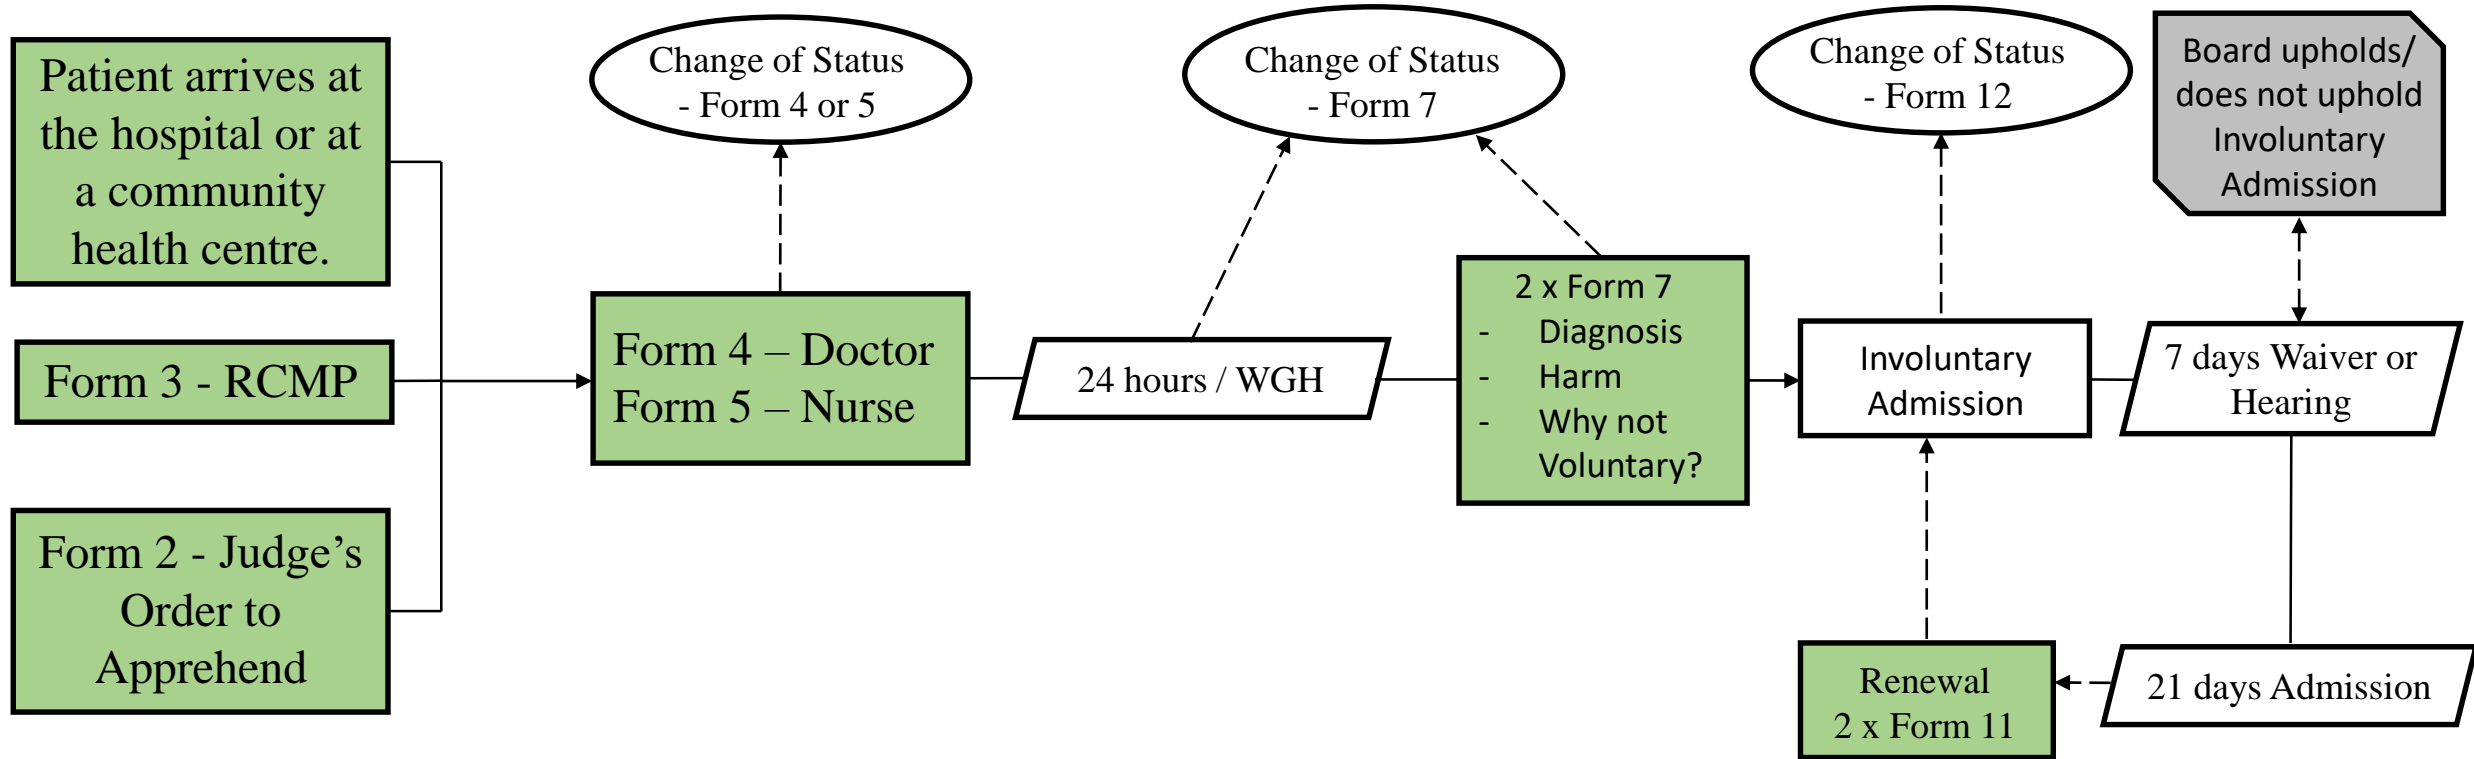 Patient arrives at
the hospital or at
a community
health centre.
Form 3 - RCMP
Form 2 - Judge’s
Order to
Apprehend
Change of Status
- Form 4 or 5
Form 4 – Doctor
Form 5 – Nurse
24 hours / WGH
Change of Status
- Form 7
2 x Form 7
- Diagnosis
- Harm
- Why not
Voluntary?
Change of Status
- Form 12
Involuntary
Admission
Board upholds/
does not uphold
Involuntary
Admission
7 days Waiver or
Hearing
21 days Admission
Renewal
2 x Form 11